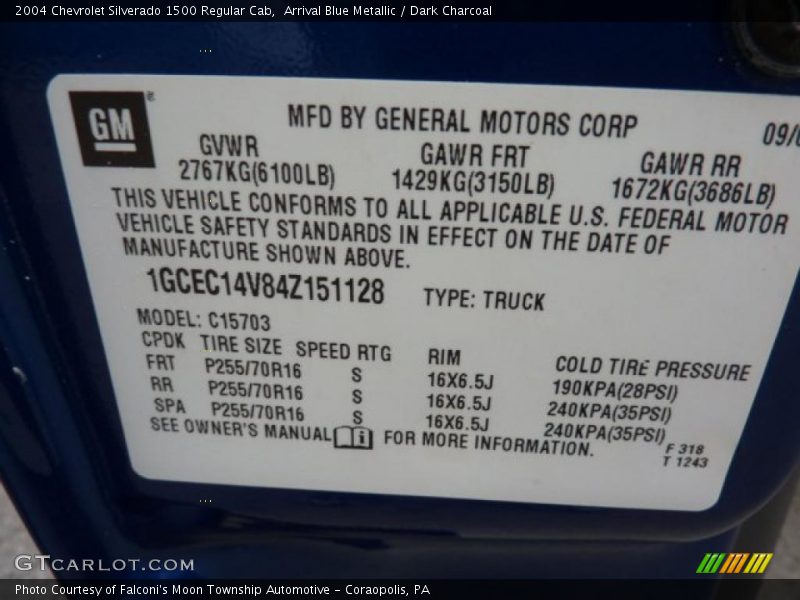 2004 Chevrolet Silverado 1500 Regular Cab,  Arrival Blue Metallic / Dark Charcoal
GM
MFD BY GENERAL MOTORS CORP
GVWR GAWR FRT GAWR RR
2767KG(6100LB) 1429KG(3150LB) 1672KG(3686LB)
THIS VEHICLE CONFORMS TO ALL APPLICABLE U.S. FEDERAL MOTOR
VEHICLE SAFETY STANDARDS IN EFFECT ON THE DATE OF
MANUFACTURE SHOWN ABOVE.
1GCEC14V84Z151128 TYPE: TRUCK
MODEL: C15703
CPDK TIRE SIZE SPEED RTG RIM COLD TIRE PRESSURE
FRT P255/70R16 S 16X6.5J 190KPA(28PSI)
RR P255/70R16 S 16X6.5J 240KPA(35PSI)
SPA P255/70R16 S 16X6.5J 240KPA(35PSI)
SEE OWNER'S MANUAL i FOR MORE INFORMATION.
F 318
T 1243
GTCARLOT.COM
Photo Courtesy of Falconi's Moon Township Automotive - Coraopolis, PA